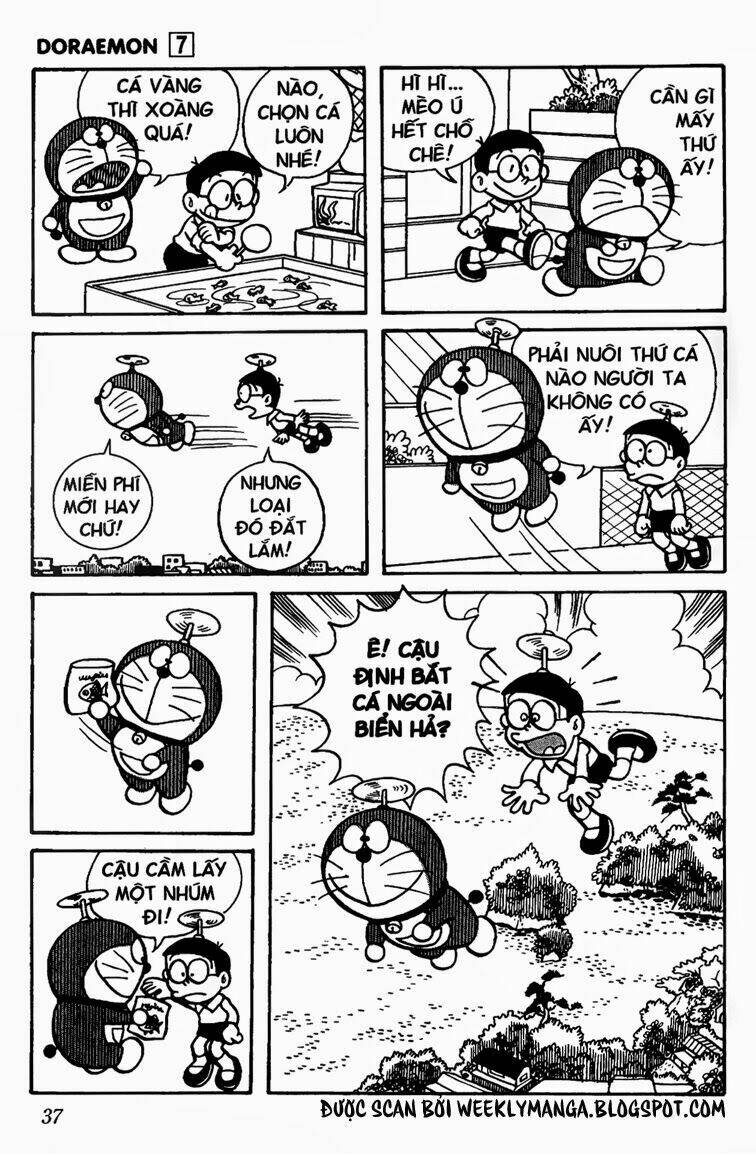 DORAEMON 7
CÁ VÀNG
THÌ XOÀNG
QUÁ!
NÀO,
CHỌN CÁ
LUÔN
NHÉ!
HÌ HÌ...
MÈO Ú
HẾT CHỖ
CHÊ!
CẦN GÌ
MẤY
THỨ
ẤY!
MIỄN PHÍ
MỚI HAY
CHỨ!
NHƯNG
LOẠI
ĐÓ ĐẮT
LẮM!
PHẢI NUÔI THỨ CÁ
NÀO NGƯỜI TA
KHÔNG CÓ
ẤY!
Ê! CẬU
ĐỊNH BẮT
CÁ NGOÀI
BIỂN HẢ?
CẬU CẦM LẤY
MỘT NHÚM
ĐI!
37
ĐƯỢC SCAN BỞI WEEKLYMANGA.BLOGSPOT.COM